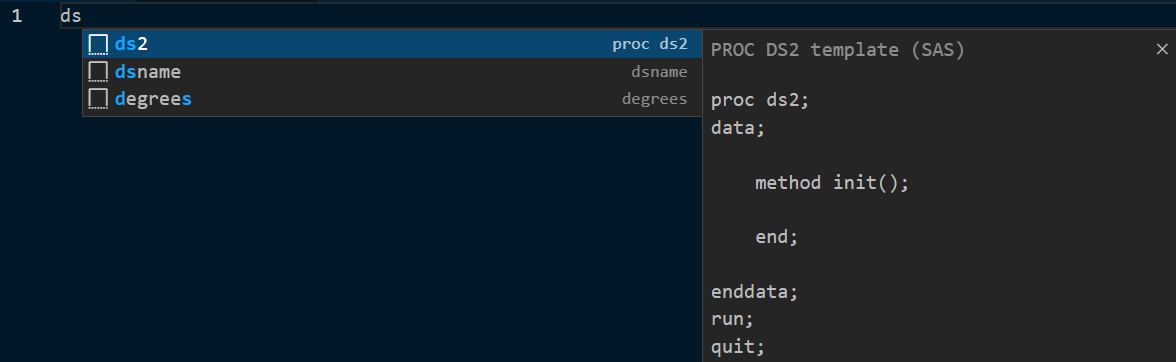 1 ds
ds2 proc ds2
dsname dsname
degrees degrees
PROC DS2 template (SAS) ×
proc ds2;
data;
method init();
end;
enddata;
run;
quit;